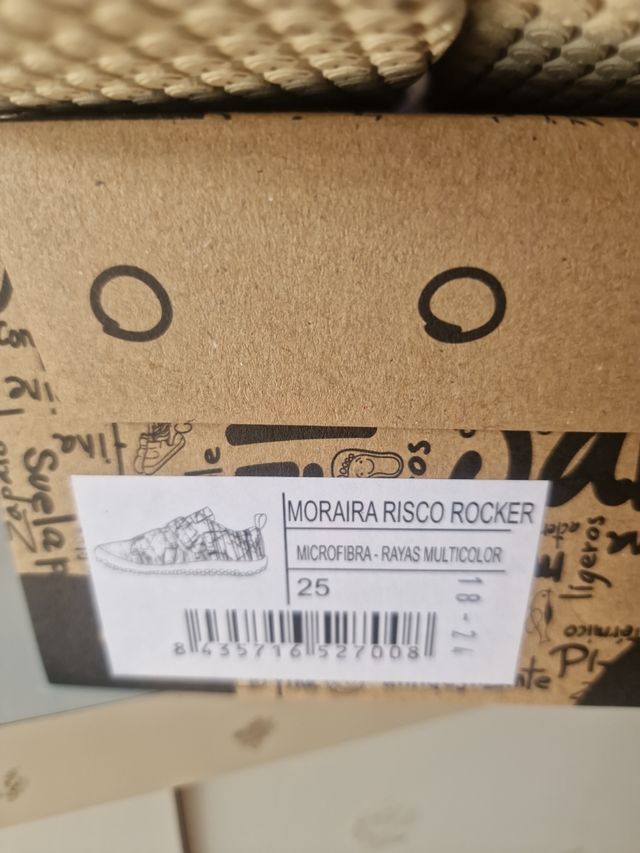 MORAIRA RISCO ROCKER
MICROFIBRA - RAYAS MULTICOLOR
25
18-24
8 435716 527008
ligeros
Suela